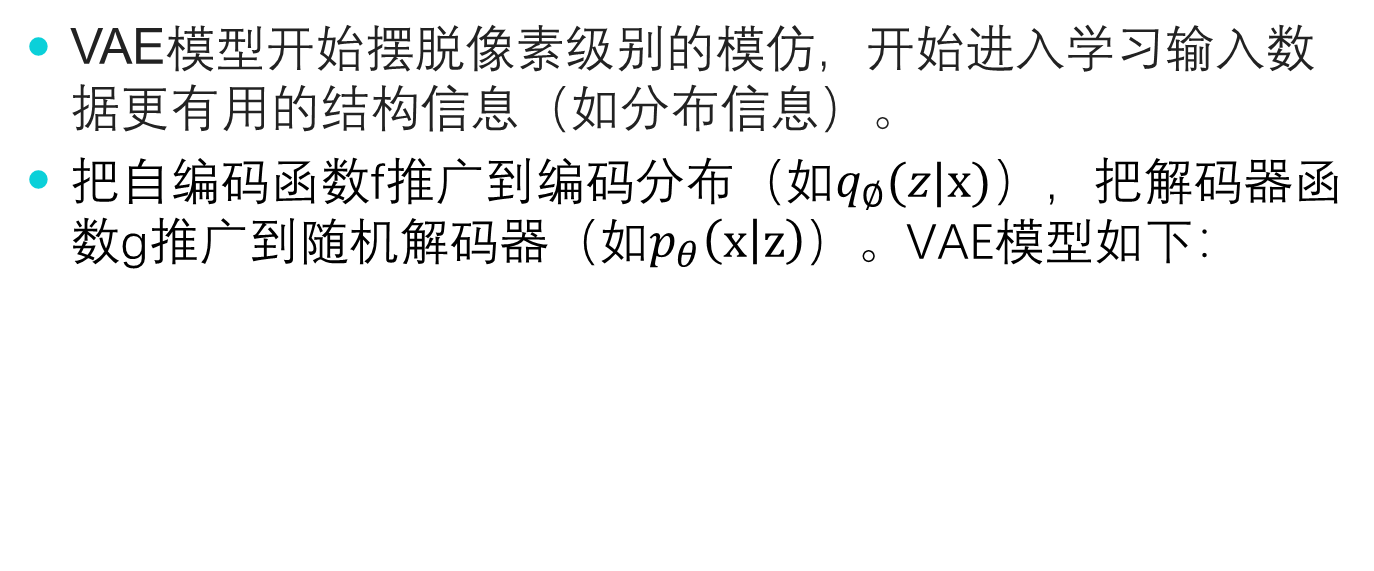 • VAE模型开始摆脱像素级别的模仿，开始进入学习输入数
据更有用的结构信息（如分布信息）。
• 把自编码函数f推广到编码分布（如q∅(z|x)），把解码器函
数g推广到随机解码器（如pθ(x|z)）。VAE模型如下：